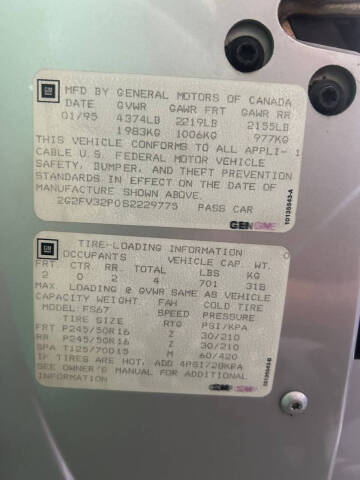 GM
MFD BY GENERAL MOTORS OF CANADA
DATE GVWR GAWR FRT GAWR RR
01/95 4374LB 2219LB 2155LB
1983KG 1006KG 977KG
THIS VEHICLE CONFORMS TO ALL APPLI-
CABLE U.S. FEDERAL MOTOR VEHICLE
SAFETY, BUMPER, AND THEFT PREVENTION
STANDARDS IN EFFECT ON THE DATE OF
MANUFACTURE SHOWN ABOVE.
2G2FV32P0S2229775 PASS CAR
10135543-A
GM
TIRE-LOADING INFORMATION
OCCUPANTS VEHICLE CAP. WT.
FRT. CTR. RR. TOTAL LBS KG
2 0 2 4 701 318
MAX. LOADING @ GVWR SAME AS VEHICLE
CAPACITY WEIGHT FAH COLD TIRE
MODEL: FS67 SPEED PRESSURE
TIRE SIZE RTG PSI/KPA
FRT P245/50R16 Z 30/210
RR P245/50R16 Z 30/210
SPA T125/70D15 M 60/420
IF TIRES ARE HOT, ADD 4PSI/28KPA
SEE OWNER'S MANUAL FOR ADDITIONAL
INFORMATION